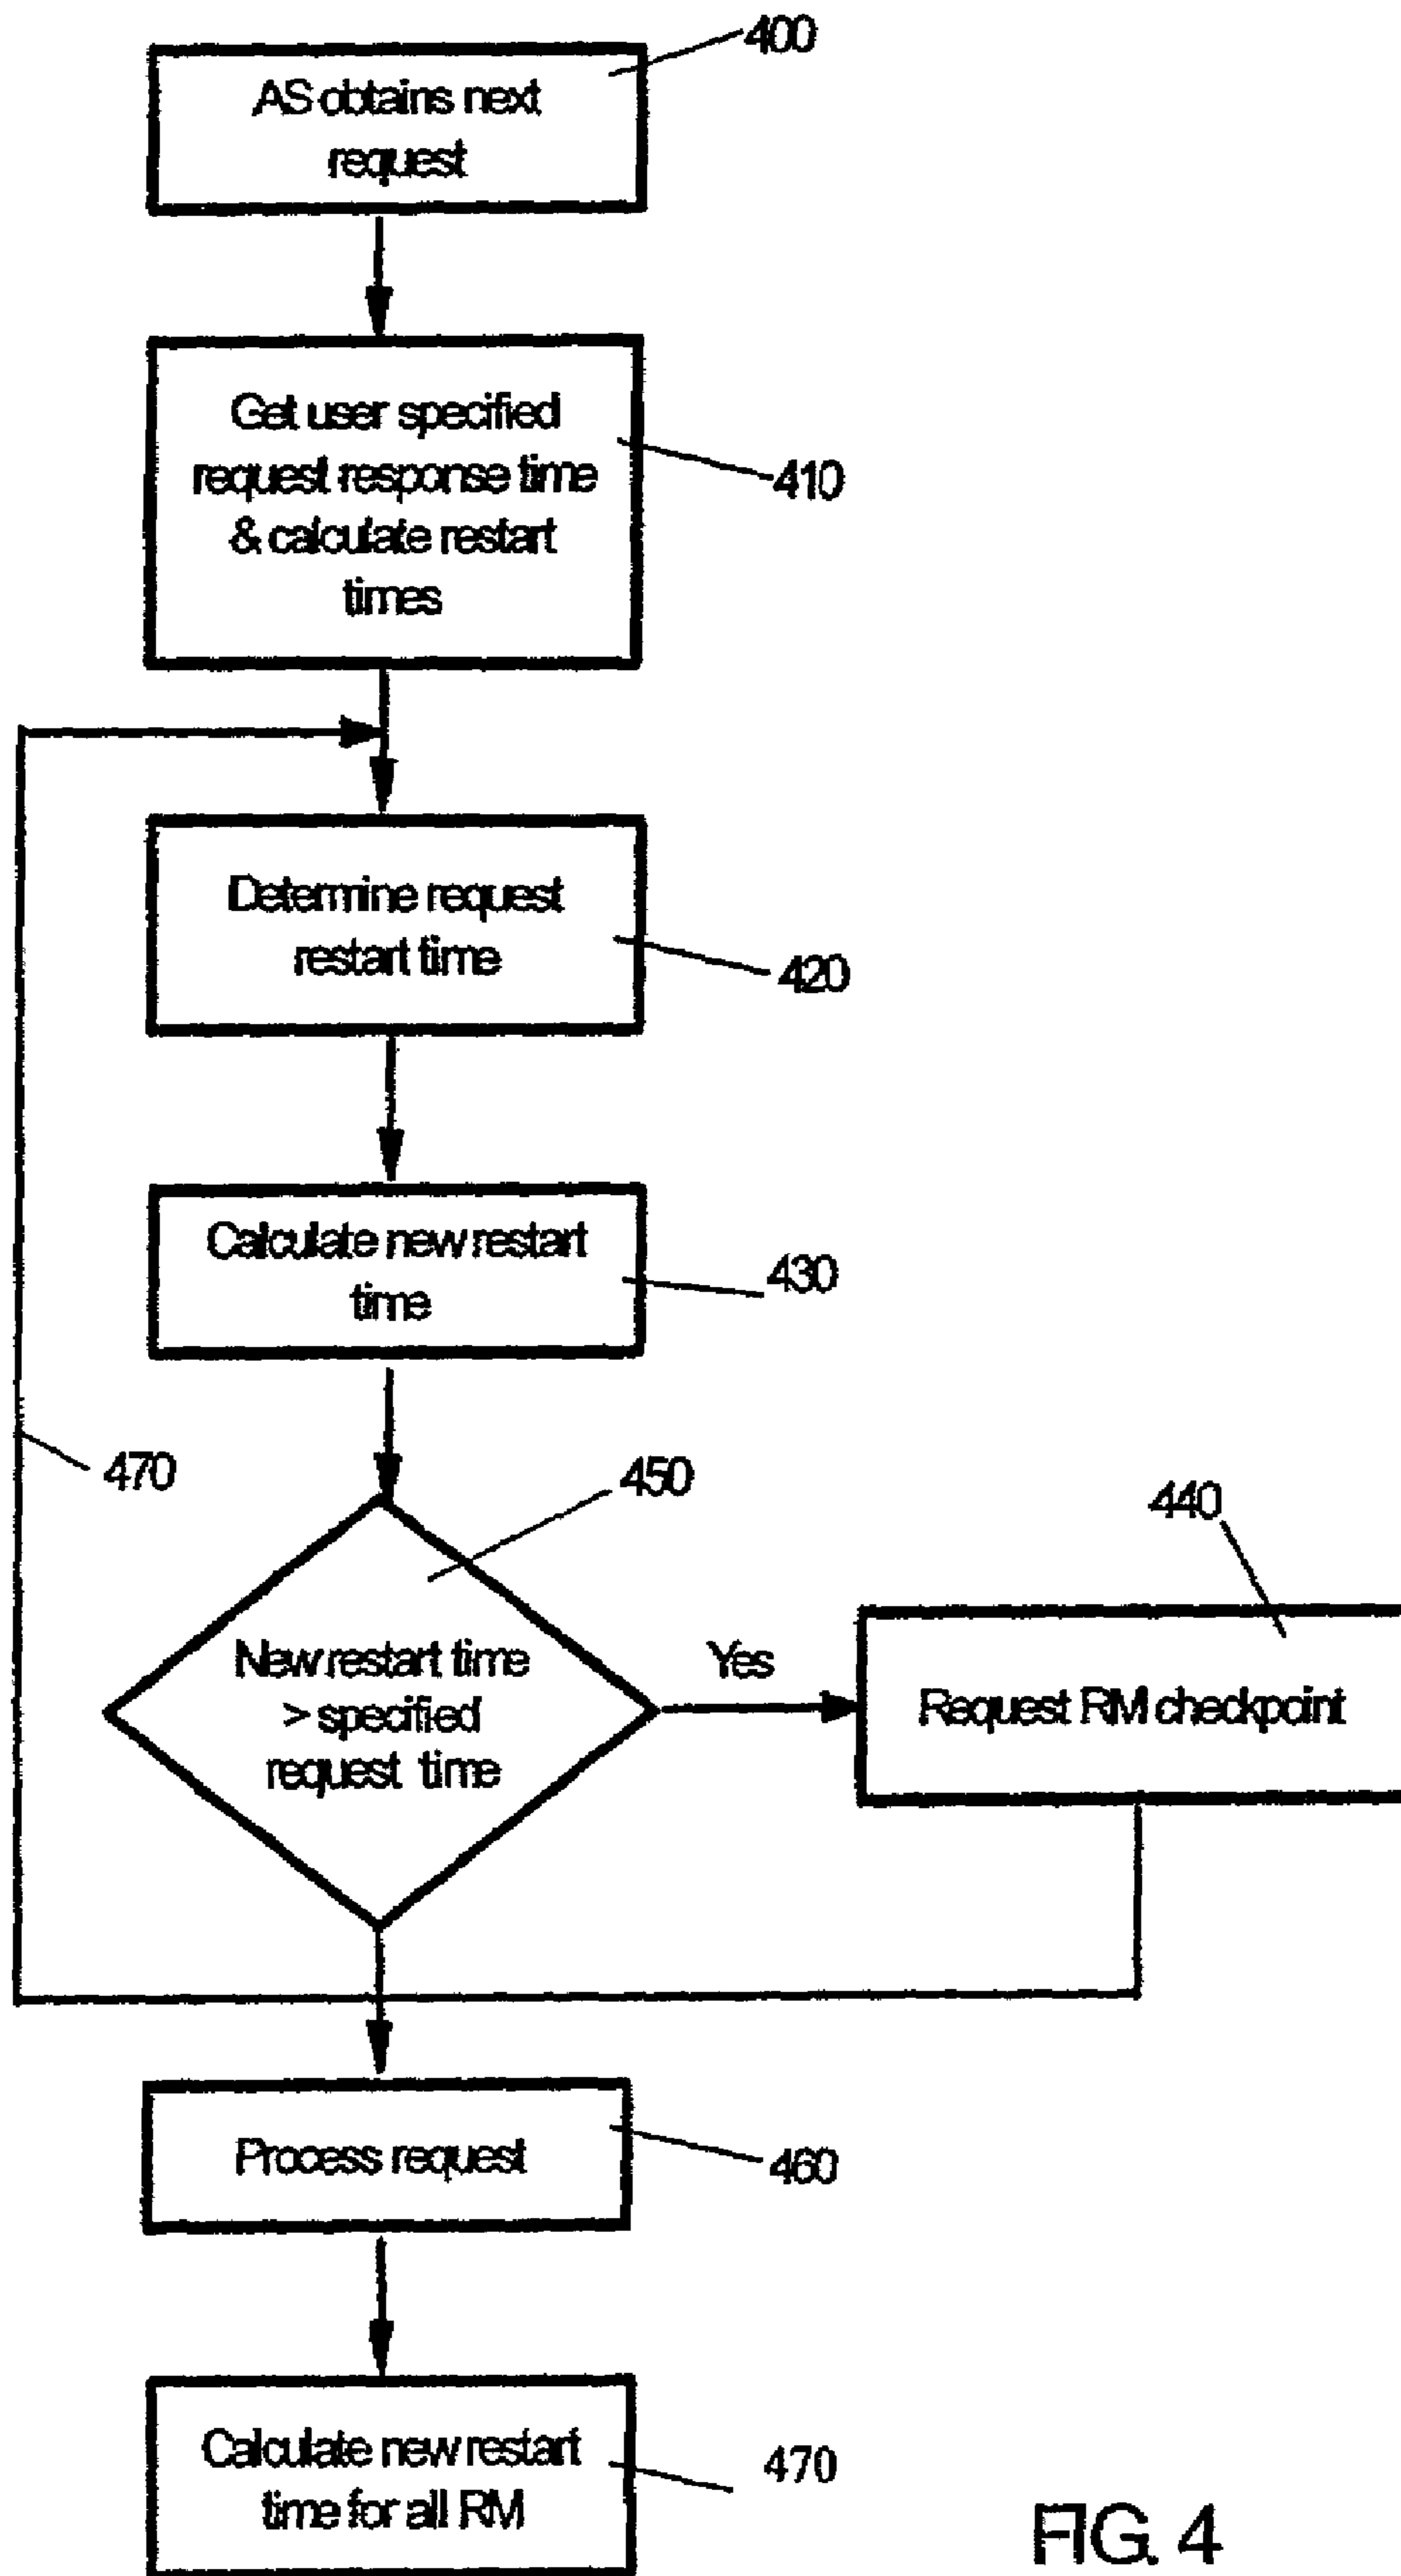 400
AS obtains next
request
Get user specified
request response time
& calculate restart
times
410
Determine request
restart time
420
Calculate new restart
time
430
470
450
440
New restart time
> specified
request time
Yes
Request RM checkpoint
Process request
460
Calculate new restart
time for all RM
470
FIG. 4